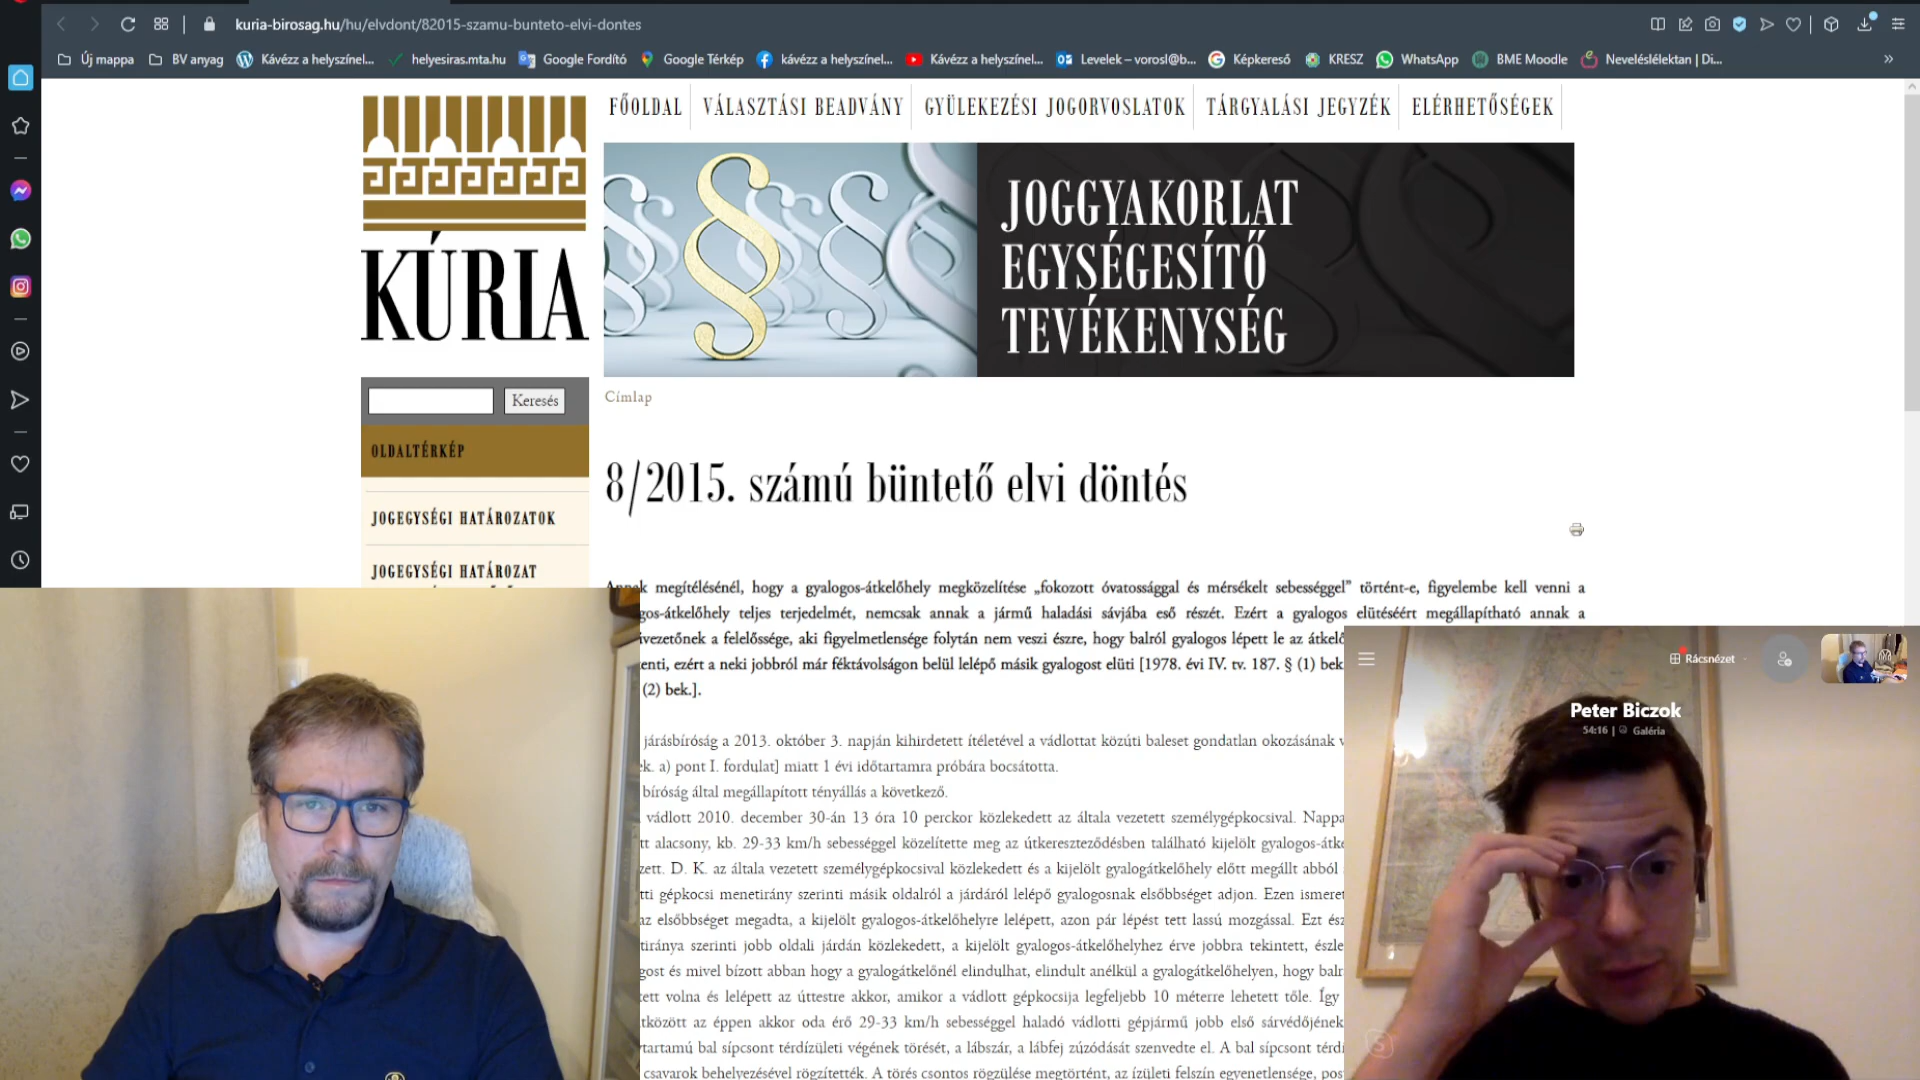 kuria-birosag.hu/hu/elvdont/82015-szamu-bunteto-elvi-dontes
Új mappa BV anyag Kávézz a helyszínel... helyesiras.mta.hu Google Fordító Google Térkép kávézz a helyszínel... Kávézz a helyszínel... Levelek – vorosl@b... Képkereső KRESZ WhatsApp BME Moodle Neveléslélektan | Di... »
FŐOLDAL VÁLASZTÁSI BEADVÁNY GYÜLEKEZÉSI JOGORVOSLATOK TÁRGYALÁSI JEGYZÉK ELÉRHETŐSÉGEK
KÚRIA
JOGGYAKORLAT
EGYSÉGESÍTŐ
TEVÉKENYSÉG
Keresés
Címlap
OLDALTÉRKÉP
8/2015. számú büntető elvi döntés
JOGEGYSÉGI HATÁROZATOK
JOGEGYSÉGI HATÁROZAT
megítélésénél, hogy a gyalogos-átkelőhely megközelítése „fokozott óvatossággal és mérsékelt sebességgel” történt-e, figyelembe kell venni a
gos-átkelőhely teljes terjedelmét, nemcsak annak a jármű haladási sávjába eső részét. Ezért a gyalogos elütéséért megállapítható annak a
vezetőnek a felelőssége, aki figyelmetlensége folytán nem veszi észre, hogy balról gyalogos lépett le az átkelő
enti, ezért a neki jobbról már féktávolságon belül lelépő másik gyalogost elüti [1978. évi IV. tv. 187. § (1) bek
(2) bek.].
járásbíróság a 2013. október 3. napján kihirdetett ítéletével a vádlottat közúti baleset gondatlan okozásának v
ek. a) pont I. fordulat] miatt 1 évi időtartamra próbára bocsátotta.
bíróság által megállapított tényállás a következő.
vádlott 2010. december 30-án 13 óra 10 perckor közlekedett az általa vezetett személygépkocsival. Nappa
tt alacsony, kb. 29-33 km/h sebességgel közelítette meg az útkereszteződésben található kijelölt gyalogos-átke
zett. D. K. az általa vezetett személygépkocsival közlekedett és a kijelölt gyalogátkelőhely előtt megállt abból
tti gépkocsi menetirány szerinti másik oldalról a járdáról lelépő gyalogosnak elsőbbséget adjon. Ezen ismeret
az elsőbbséget megadta, a kijelölt gyalogos-átkelőhelyre lelépett, azon pár lépést tett lassú mozgással. Ezt ész
tiránya szerinti jobb oldali járdán közlekedett, a kijelölt gyalogos-átkelőhelyhez érve jobbra tekintett, észle
gost és mivel bízott abban hogy a gyalogátkelőnél elindulhat, elindult anélkül a gyalogátkelőhelyen, hogy balr
tett volna és lelépett az úttestre akkor, amikor a vádlott gépkocsija legfeljebb 10 méterre lehetett tőle. Így
tközött az éppen akkor oda érő 29-33 km/h sebességgel haladó vádlotti gépjármű jobb első sárvédőjének
tartamú bal sípcsont térdízületi végének törését, a lábszár, a lábfej zúzódását szenvedte el. A bal sípcsont térdí
csavarok behelyezésével rögzítették. A törés csontos rögzülése megtörtént, az ízületi felszín egyenetlensége, pos
Rácsnézet
Peter Biczok
54:16 | Galéria